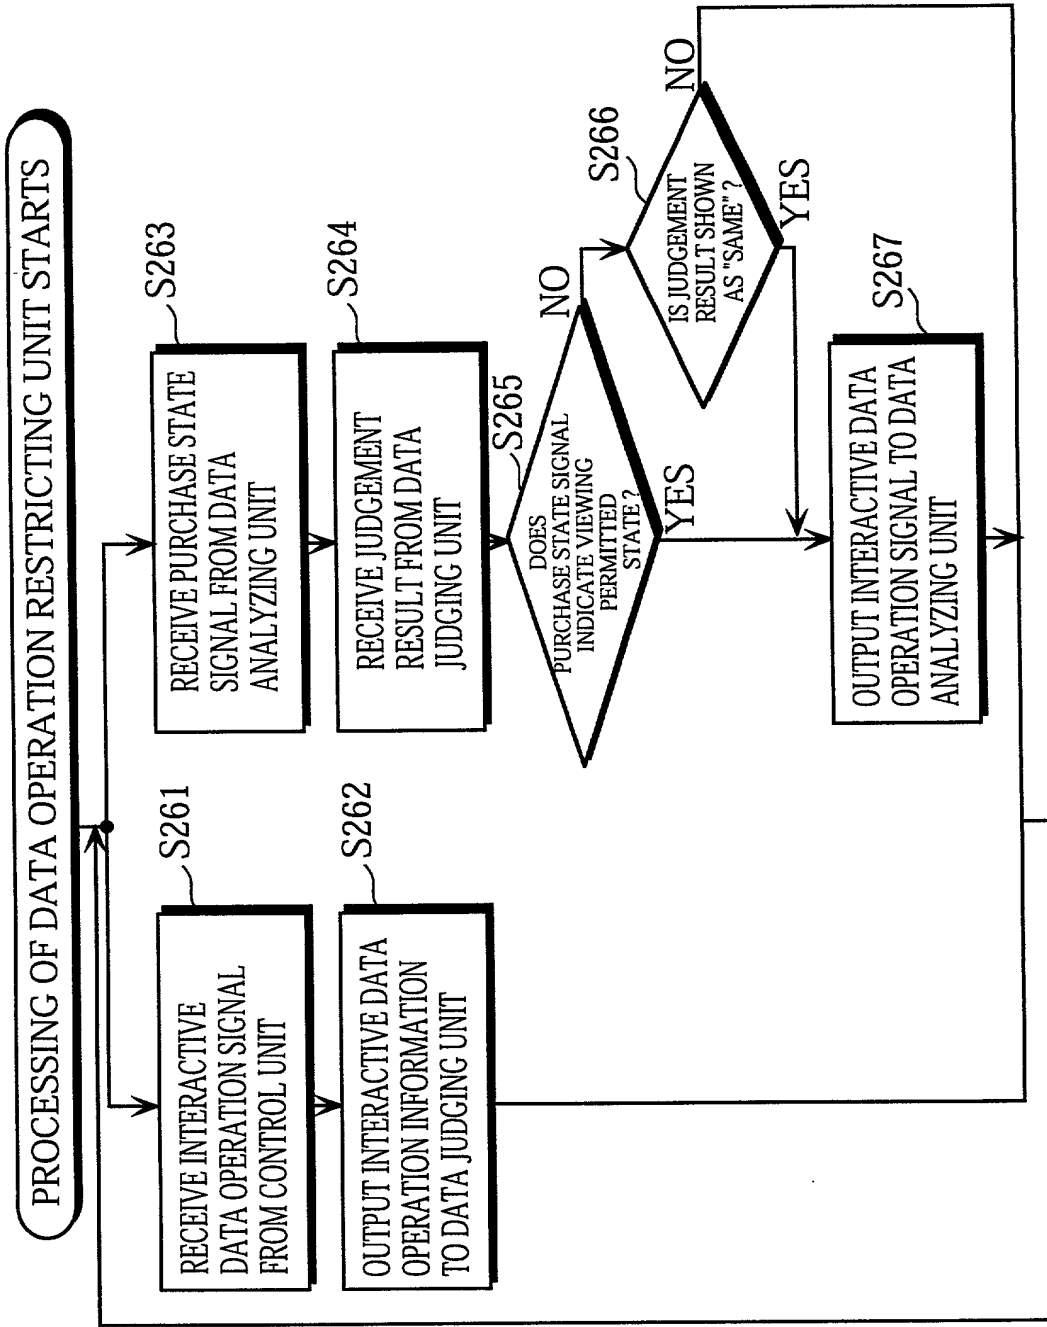 PROCESSING OF DATA OPERATION RESTRICTING UNIT STARTS
S261
RECEIVE INTERACTIVE
DATA OPERATION SIGNAL
FROM CONTROL UNIT
S262
OUTPUT INTERACTIVE DATA
OPERATION INFORMATION
TO DATA JUDGING UNIT
S263
RECEIVE PURCHASE STATE
SIGNAL FROM DATA
ANALYZING UNIT
S264
RECEIVE JUDGEMENT
RESULT FROM DATA
JUDGING UNIT
S265
DOES
PURCHASE STATE SIGNAL
INDICATE VIEWING
PERMITTED
STATE?
NO
YES
S266
IS JUDGEMENT
RESULT SHOWN
AS "SAME"?
NO
YES
S267
OUTPUT INTERACTIVE DATA
OPERATION SIGNAL TO DATA
ANALYZING UNIT